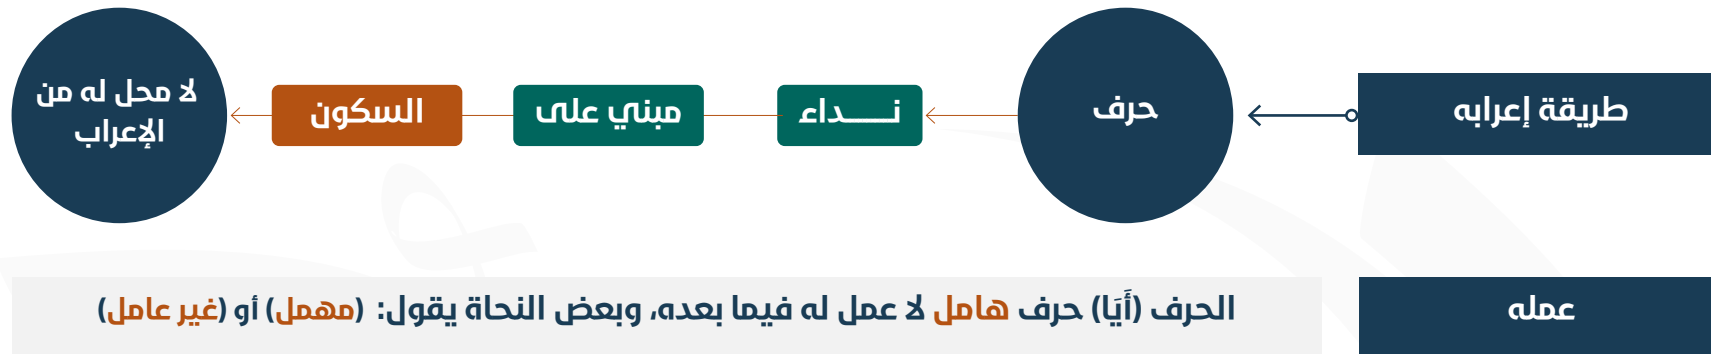 طريقة إعرابه
حرف
نـــــداء
مبني على
السكون
لا محل له من
الإعراب
عمله
الحرف (أَيَا) حرف هامل لا عمل له فيما بعده، وبعض النحاة يقول: (مهمل) أو (غير عامل)